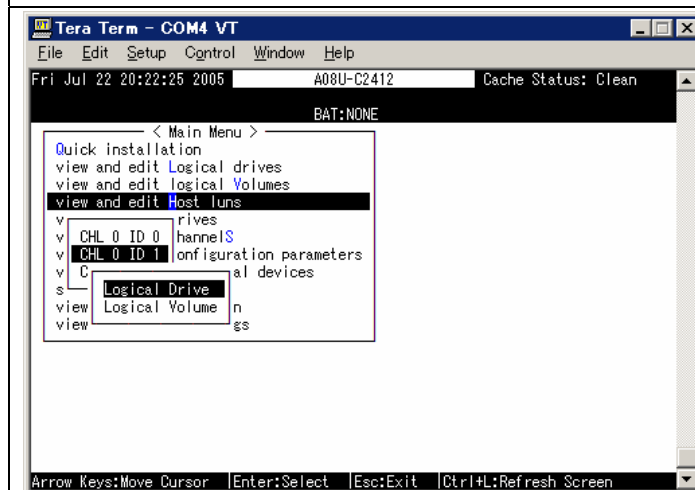 Tera Term - COM4 VT
File Edit Setup Control Window Help
Fri Jul 22 20:22:25 2005 A08U-C2412 Cache Status: Clean
BAT:NONE
< Main Menu >
Quick installation
view and edit Logical drives
view and edit logical Volumes
view and edit Host luns
v rives
v CHL 0 ID 0 hannelS
v CHL 0 ID 1 onfiguration parameters
v C al devices
s Logical Drive
view Logical Volume n
view gs
Arrow Keys:Move Cursor |Enter:Select |Esc:Exit |Ctrl+L:Refresh Screen